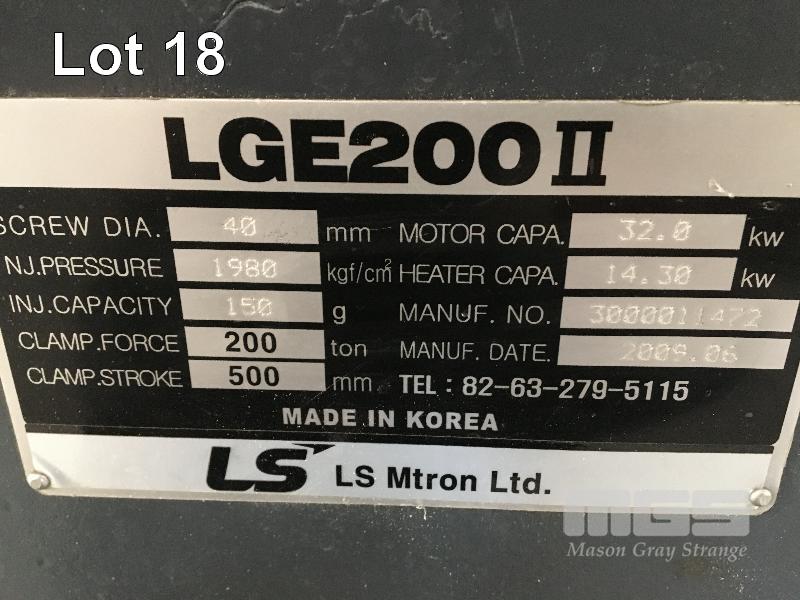 Lot 18
LGE200 II
SCREW DIA. 40 mm MOTOR CAPA. 32.0 kw
NJ.PRESSURE 1980 kgf/cm² HEATER CAPA. 14.30 kw
INJ.CAPACITY 150 g MANUF. NO. 3000011472
CLAMP.FORCE 200 ton MANUF. DATE. 2009.06
CLAMP.STROKE 500 mm TEL : 82-63-279-5115
MADE IN KOREA
LS LS Mtron Ltd.
MGS
Mason Gray Strange